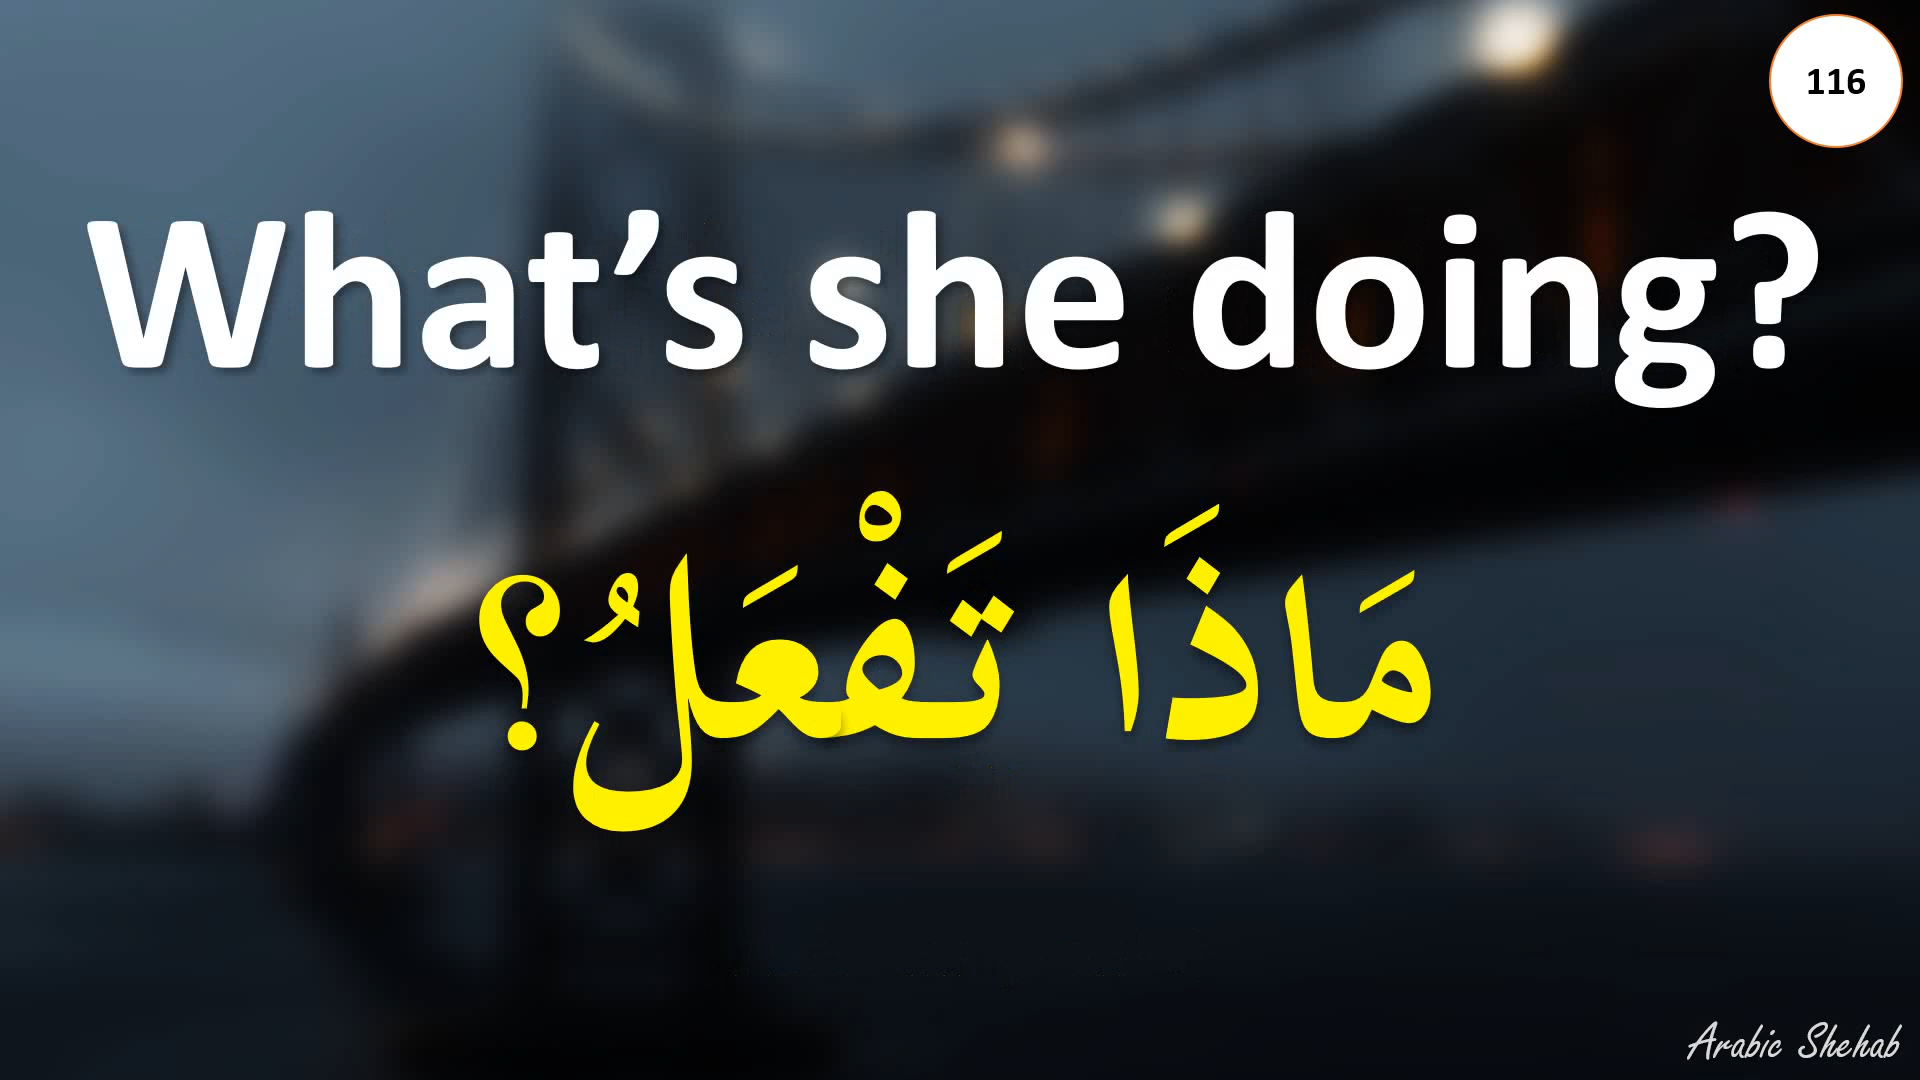 116
What’s she doing?
مَاذَا تَفْعَلُ؟
Arabic Shehab